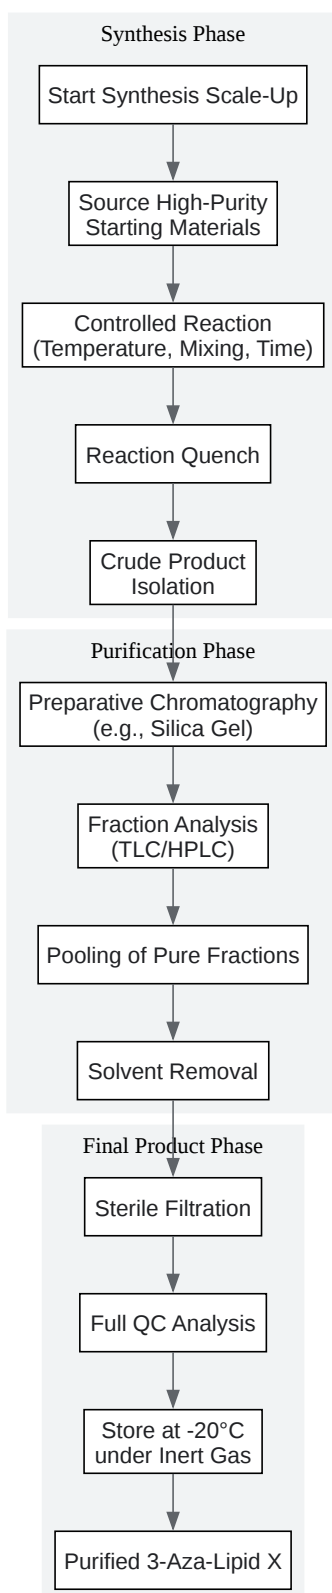 Synthesis Phase
Start Synthesis Scale-Up
Source High-Purity
Starting Materials
Controlled Reaction
(Temperature, Mixing, Time)
Reaction Quench
Crude Product
Isolation
Purification Phase
Preparative Chromatography
(e.g., Silica Gel)
Fraction Analysis
(TLC/HPLC)
Pooling of Pure Fractions
Solvent Removal
Final Product Phase
Sterile Filtration
Full QC Analysis
Store at -20°C
under Inert Gas
Purified 3-Aza-Lipid X